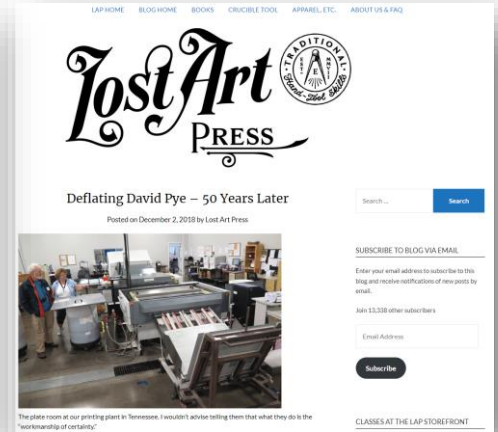 LAP HOME BLOG HOME BOOKS CRUCIBLE TOOL APPAREL, ETC. ABOUT US & FAQ
Lost Art
PRESS
TRADITIONAL
EST. MMVII
E
Hand-Tool Skills
Deflating David Pye – 50 Years Later
Posted on December 2, 2018 by Lost Art Press
The plate room at our printing plant in Tennessee. I wouldn't advise telling them that what they do is the
"workmanship of certainty."
Search ...
Search
SUBSCRIBE TO BLOG VIA EMAIL
Enter your email address to subscribe to this
blog and receive notifications of new posts by
email.
Join 13,338 other subscribers
Email Address
Subscribe
CLASSES AT THE LAP STOREFRONT